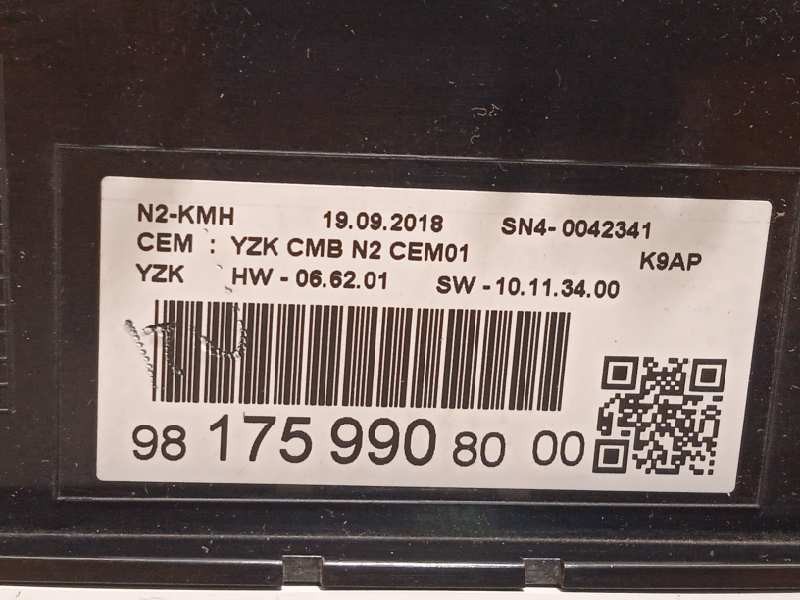 N2-KMH 19.09.2018 SN4- 0042341
CEM : YZK CMB N2 CEM01 K9AP
YZK HW - 06.62.01 SW - 10.11.34.00
98 175 990 80 00